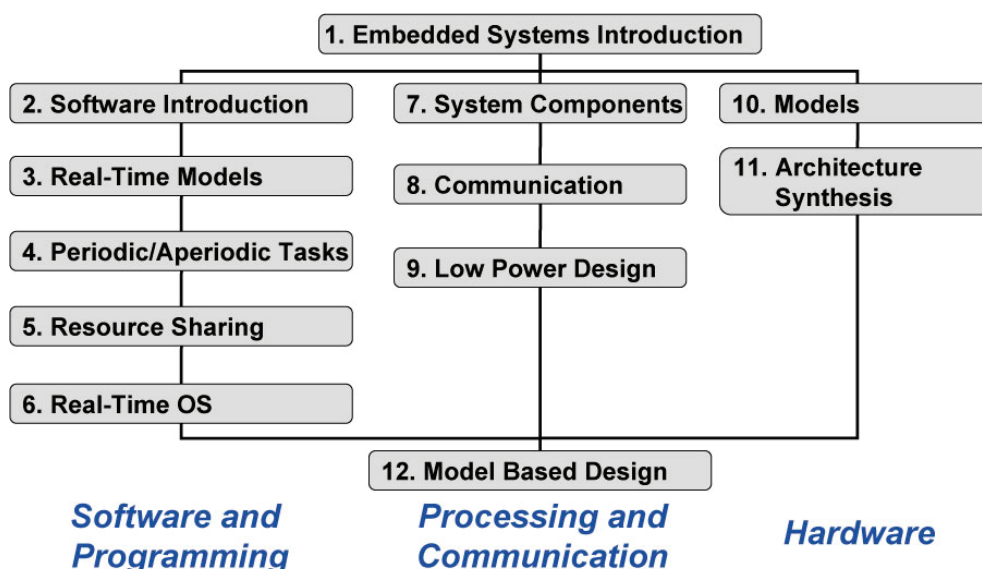 1. Embedded Systems Introduction
2. Software Introduction
3. Real-Time Models
4. Periodic/Aperiodic Tasks
5. Resource Sharing
6. Real-Time OS
7. System Components
8. Communication
9. Low Power Design
10. Models
11. Architecture
Synthesis
12. Model Based Design
Software and
Programming
Processing and
Communication
Hardware